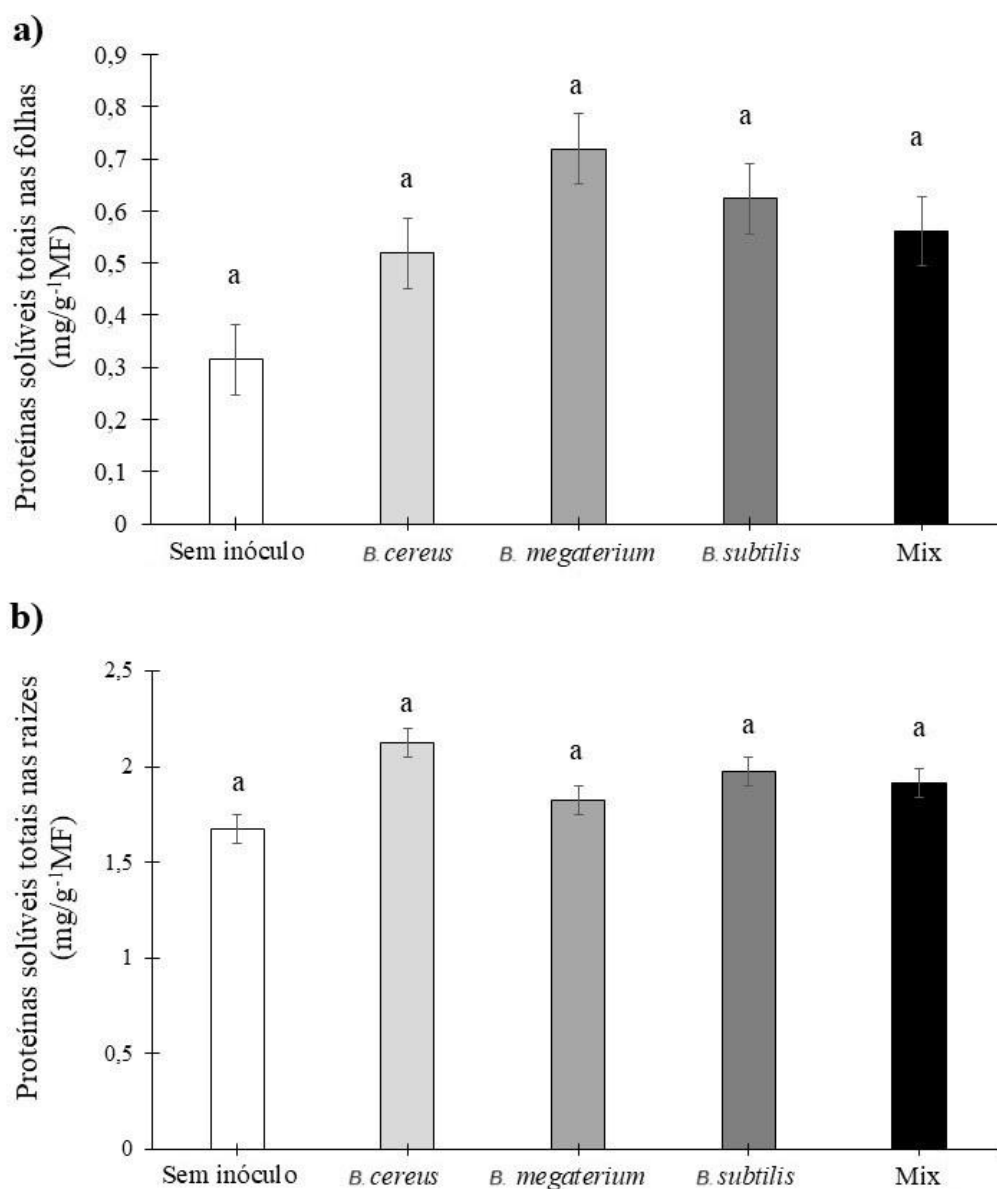 a)
Proteínas solúveis totais nas folhas
(mg/g⁻¹MF)
0,9
0,8
0,7
0,6
0,5
0,4
0,3
0,2
0,1
0
a
a
a
a
a
Sem inóculo
B. cereus
B. megaterium
B. subtilis
Mix
b)
Proteínas solúveis totais nas raizes
(mg/g⁻¹MF)
2,5
2
1,5
1
0,5
0
a
a
a
a
a
Sem inóculo
B. cereus
B. megaterium
B. subtilis
Mix